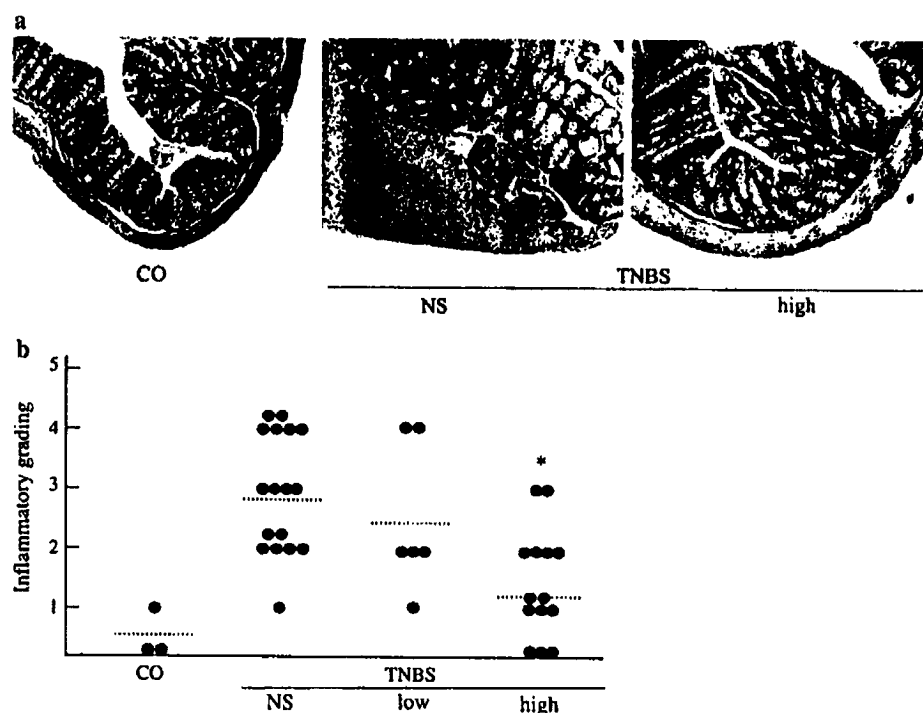 a
CO
TNBS
NS high
b
5
4
3
2
1
Inflammatory grading
*
CO TNBS
NS low high